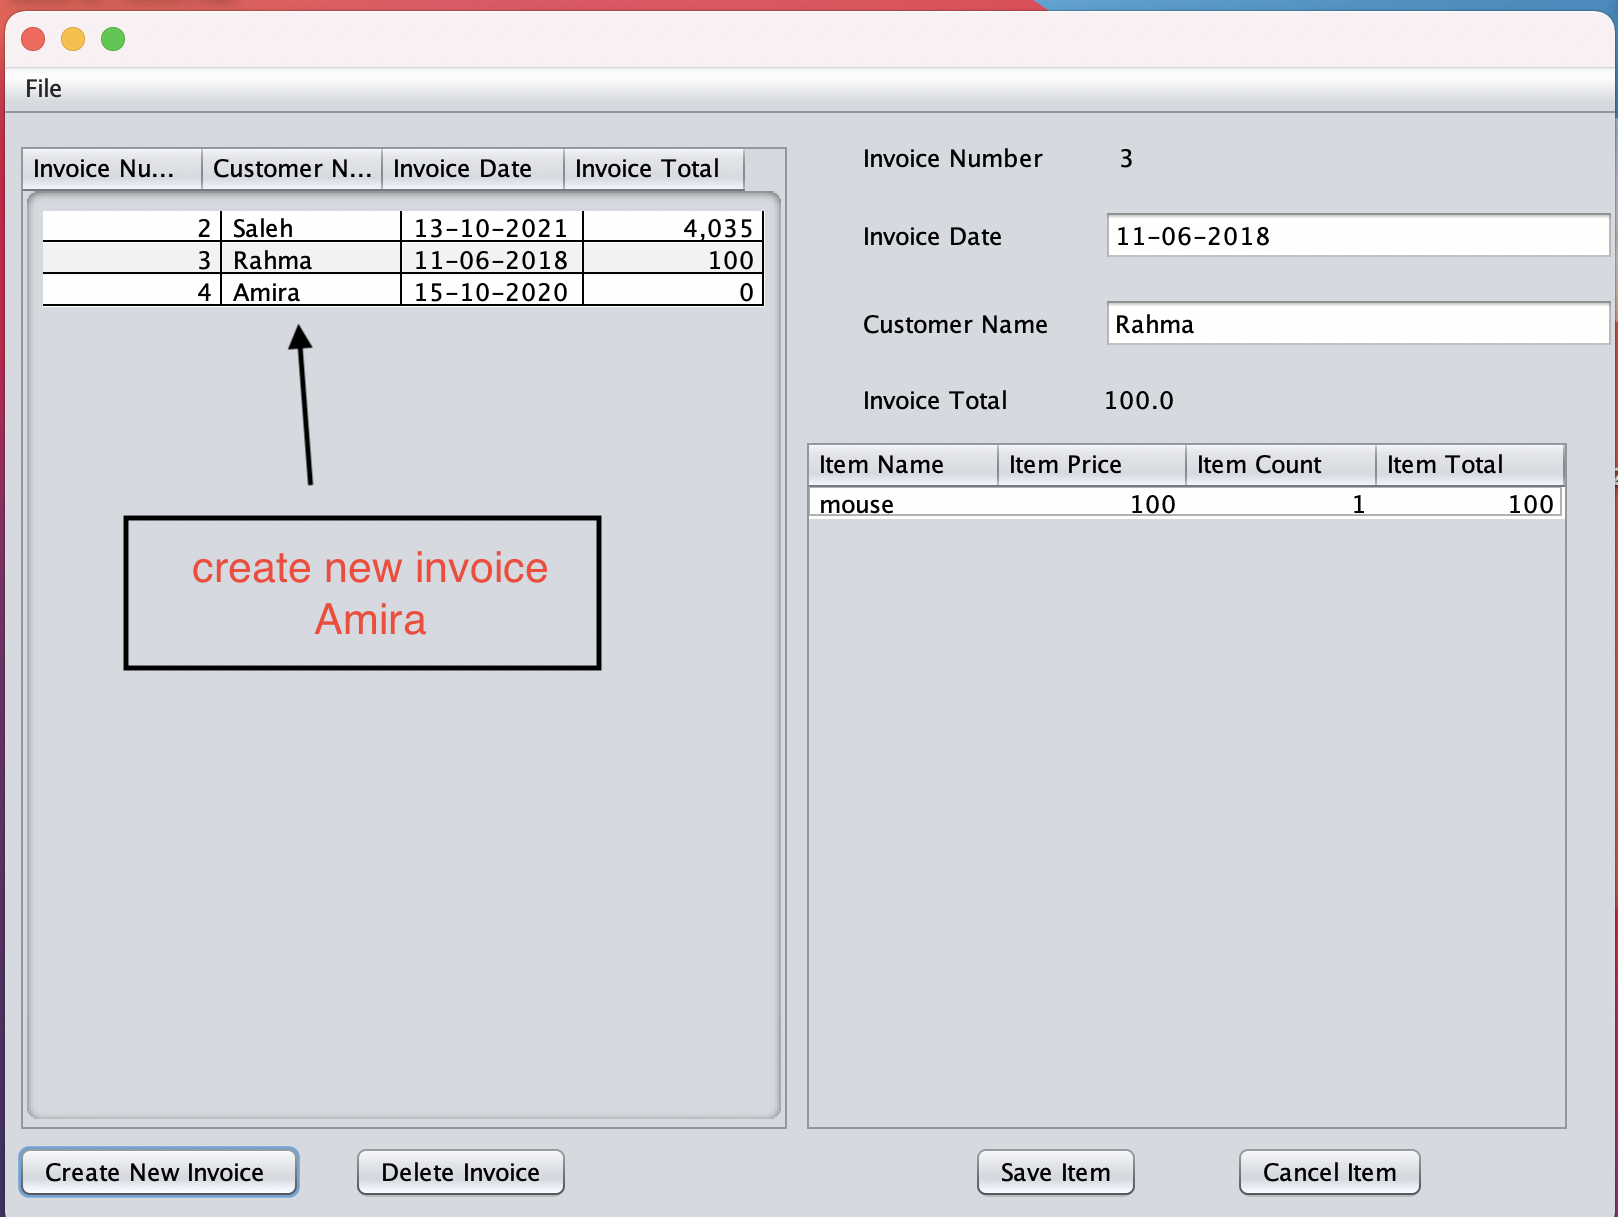 File
Invoice Nu... Customer N... Invoice Date Invoice Total
2 Saleh 13-10-2021 4,035
3 Rahma 11-06-2018 100
4 Amira 15-10-2020 0
create new invoice
Amira
Invoice Number 3
Invoice Date 11-06-2018
Customer Name Rahma
Invoice Total 100.0
Item Name Item Price Item Count Item Total
mouse 100 1 100
Create New Invoice Delete Invoice Save Item Cancel Item